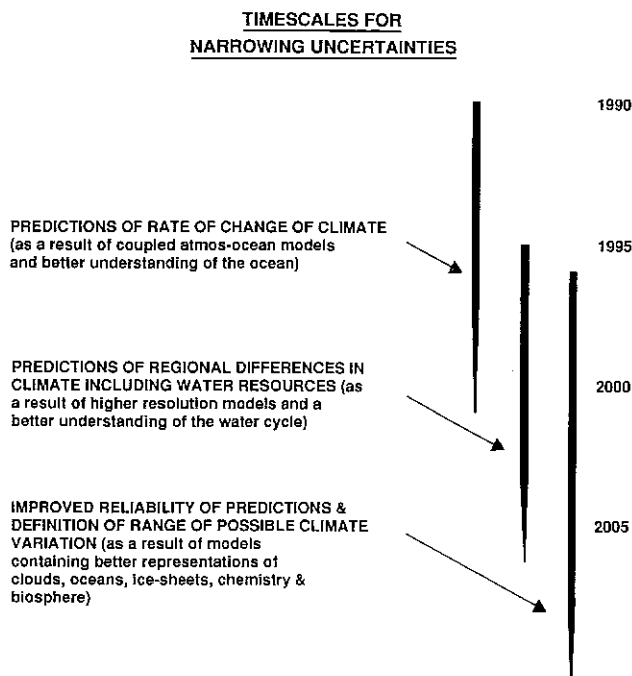 TIMESCALES FOR
NARROWING UNCERTAINTIES
1990
PREDICTIONS OF RATE OF CHANGE OF CLIMATE
(as a result of coupled atmos-ocean models
and better understanding of the ocean)
1995
PREDICTIONS OF REGIONAL DIFFERENCES IN
CLIMATE INCLUDING WATER RESOURCES (as
a result of higher resolution models and a
better understanding of the water cycle)
2000
IMPROVED RELIABILITY OF PREDICTIONS &
DEFINITION OF RANGE OF POSSIBLE CLIMATE
VARIATION (as a result of models
containing better representations of
clouds, oceans, ice-sheets, chemistry &
biosphere)
2005